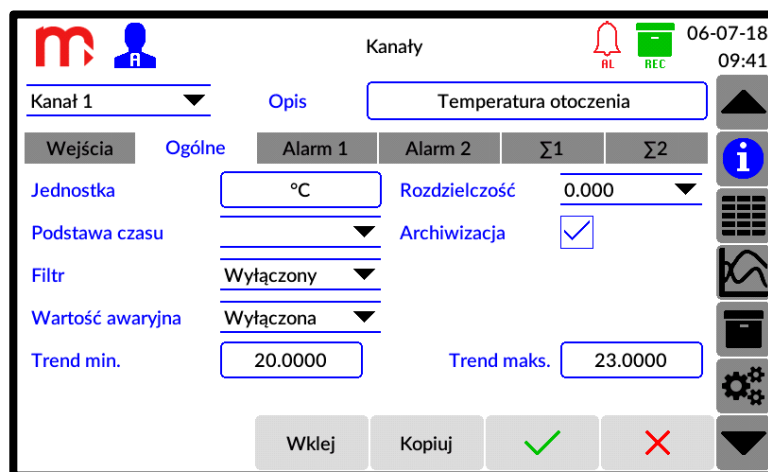 A
Kanały
AL
REC
06-07-18
09:41
Kanał 1
Opis
Temperatura otoczenia
Wejścia
Ogólne
Alarm 1
Alarm 2
∑1
∑2
i
Jednostka
°C
Rozdzielczość
0.000
Podstawa czasu
Archiwizacja
Filtr
Wyłączony
Wartość awaryjna
Wyłączona
Trend min.
20.0000
Trend maks.
23.0000
Wklej
Kopiuj